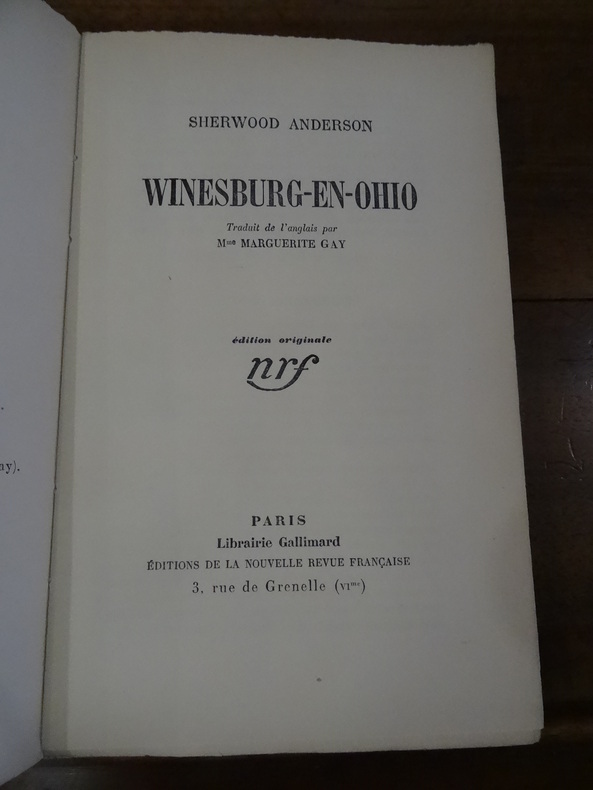 ay).
SHERWOOD ANDERSON
WINESBURG-EN-OHIO
Traduit de l'anglais par
Mme MARGUERITE GAY
édition originale
nrf
PARIS
Librairie Gallimard
ÉDITIONS DE LA NOUVELLE REVUE FRANÇAISE
3, rue de Grenelle (VIme)